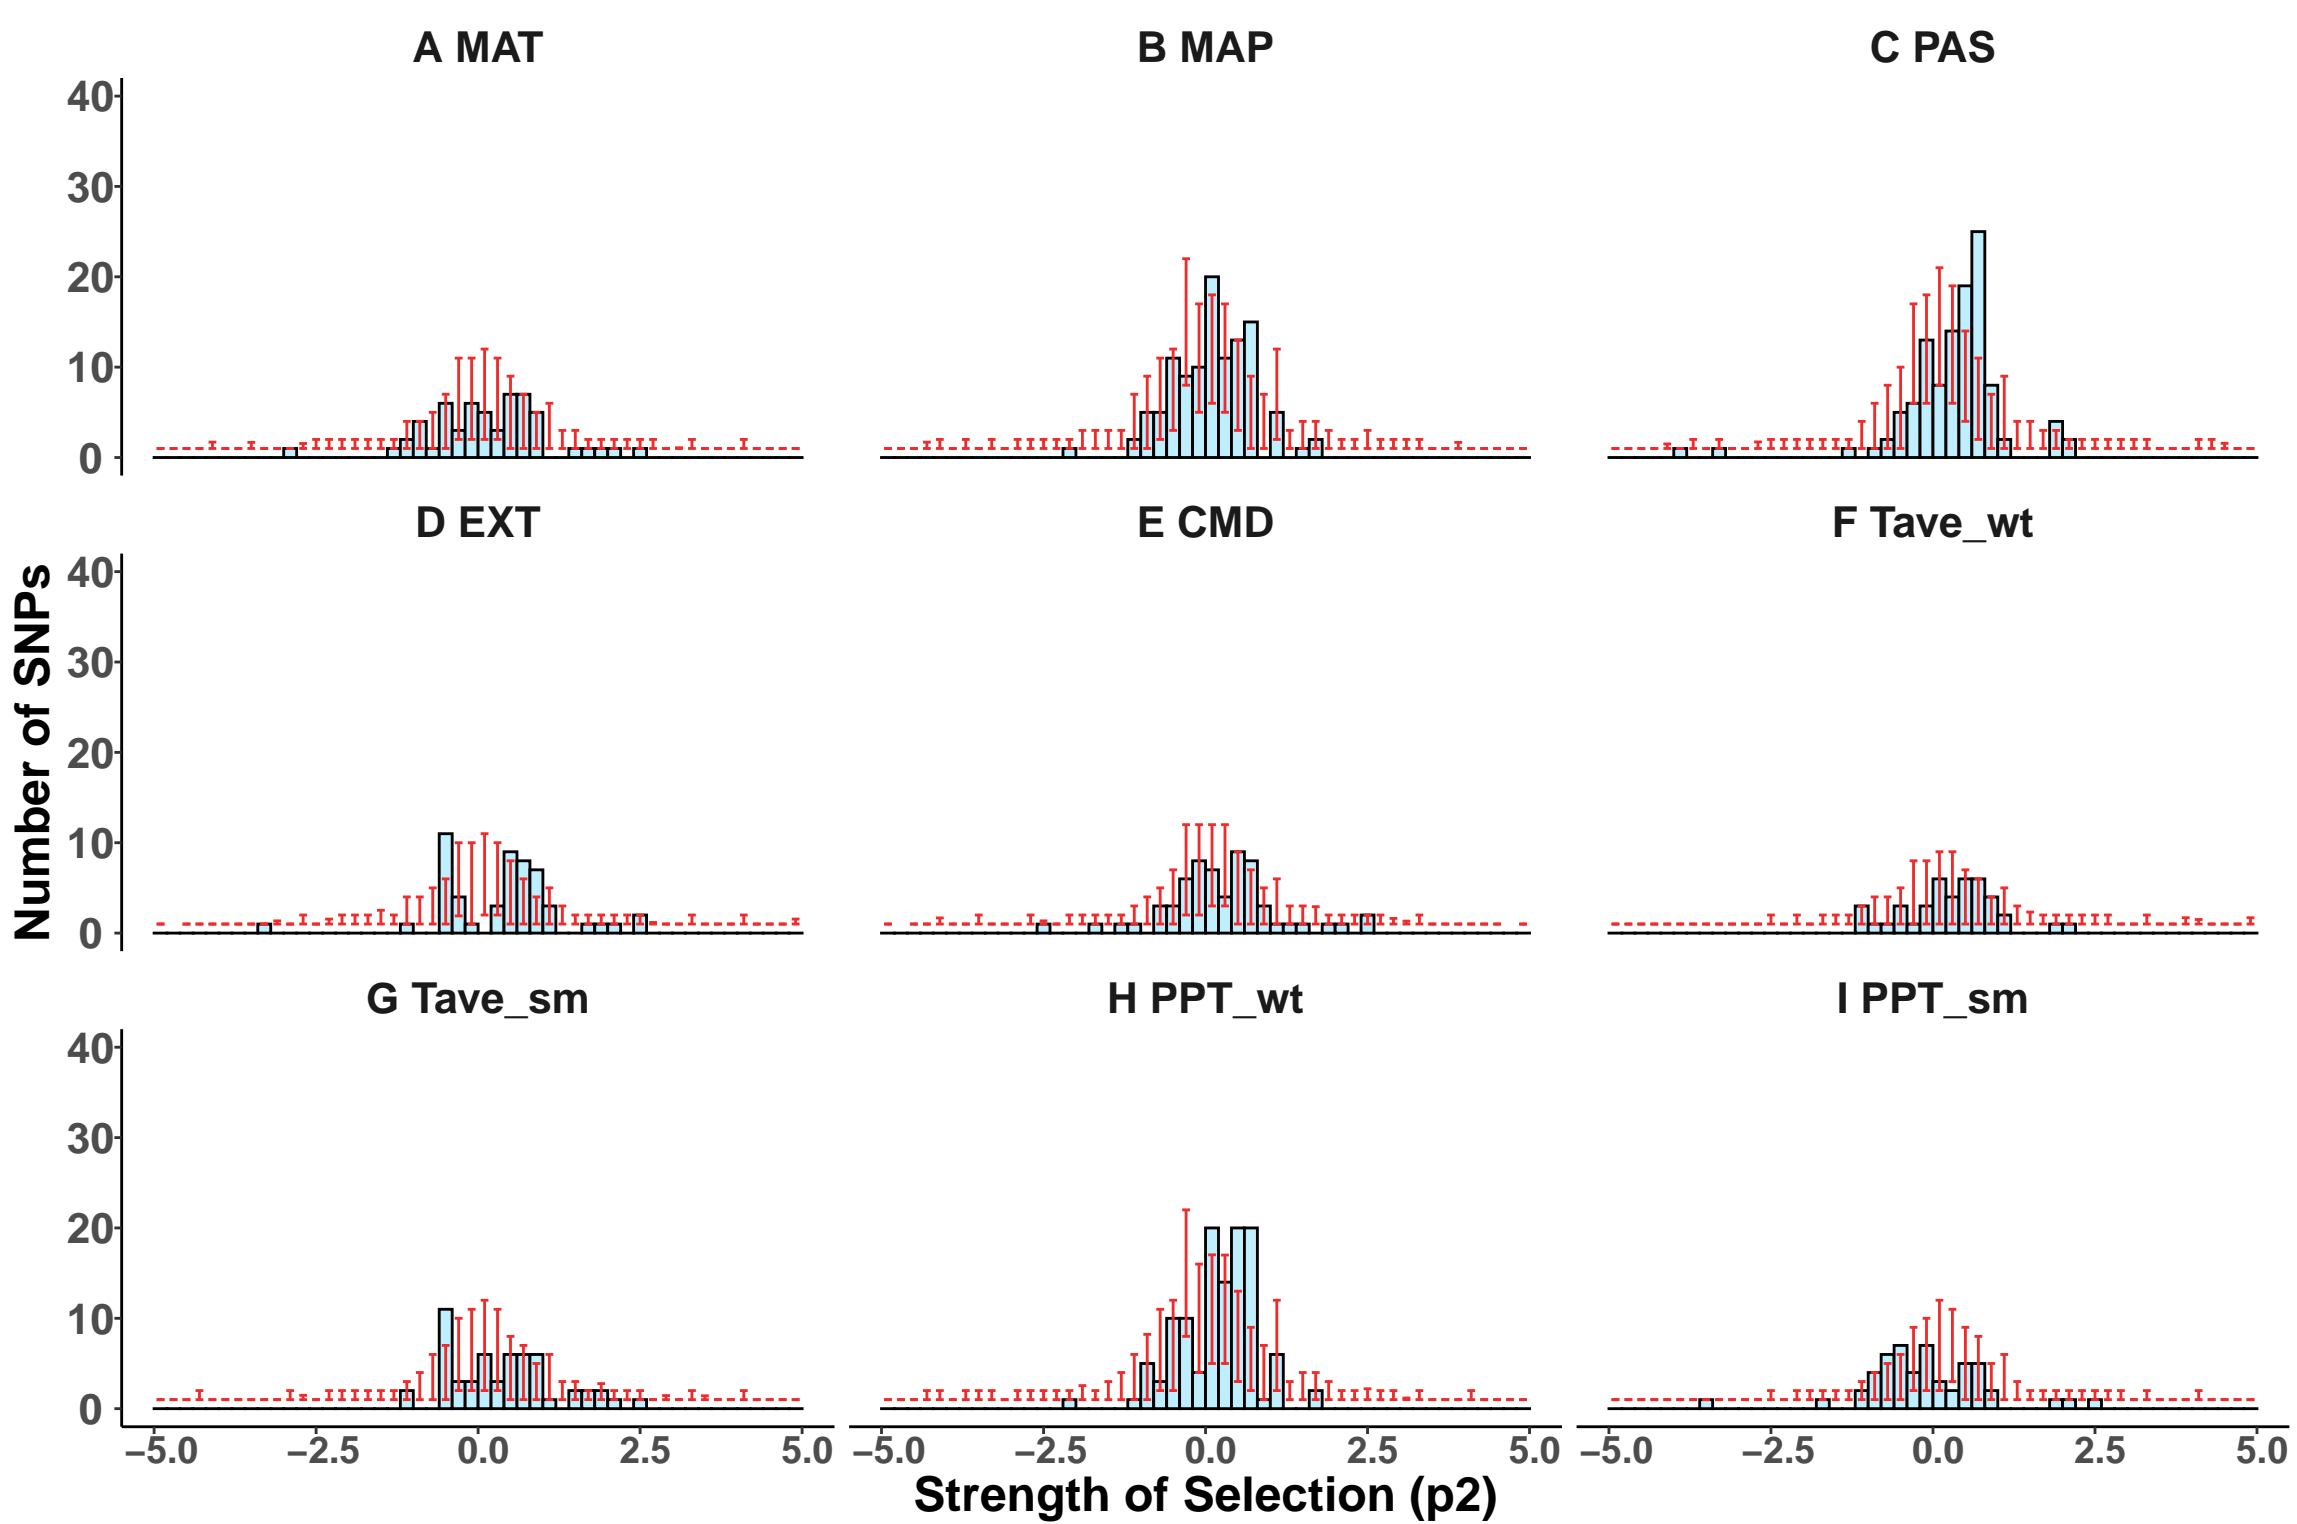 A MAT B MAP C PAS
40
30
20
10
0
D EXT E CMD F Tave_wt
40
30
20
10
0
G Tave_sm H PPT_wt I PPT_sm
40
30
20
10
0
−5.0 −2.5 0.0 2.5 5.0 −5.0 −2.5 0.0 2.5 5.0 −5.0 −2.5 0.0 2.5 5.0
Number of SNPs
Strength of Selection (p2)